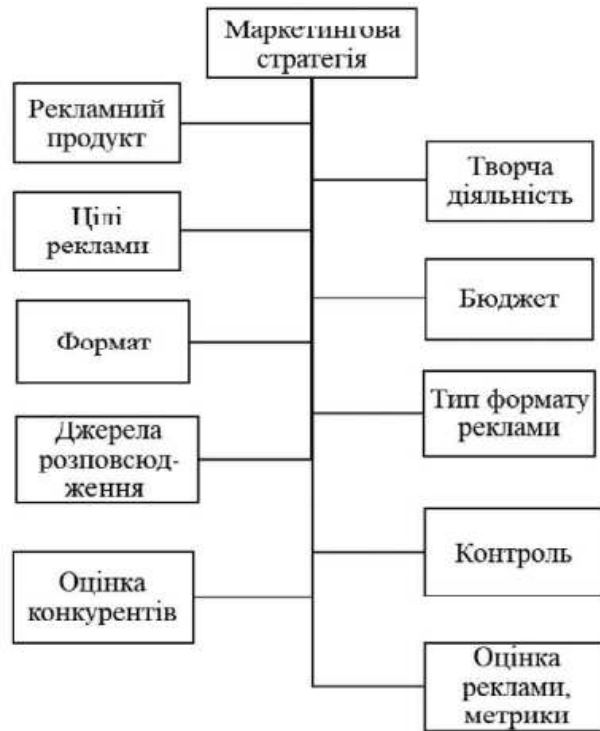 Маркетингова
стратегія
Рекламний
продукт
Творча
діяльність
Цілі
реклами
Бюджет
Формат
Тип формату
реклами
Джерела
розповсюд-
ження
Контроль
Оцінка
конкурентів
Оцінка
реклами,
метрики